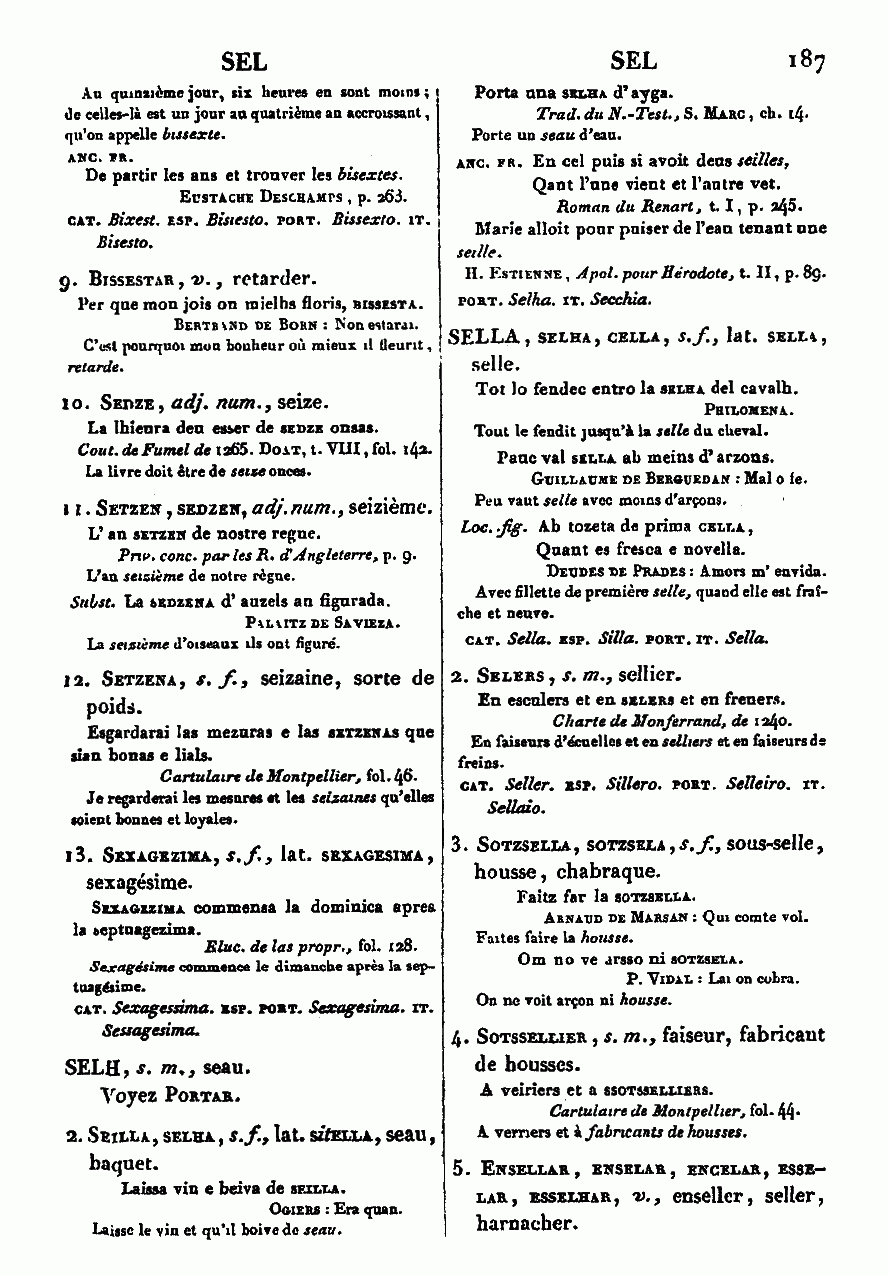 SEL
SEL 187
Au quinzième jour, six heures en sont moins ;
de celles-là est un jour au quatrième an accroissant,
qu'on appelle bissexte.
ANC. FR.
De partir les ans et trouver les bisextes.
EUSTACHE DESCHAMPS, p. 263.
CAT. Bixest. ESP. Bisiesto. PORT. Bissexto. IT.
Bisesto.
9. BISSESTAR, v., retarder.
Per que mon jois on mielhs floris, BISSESTA.
BERTRAND DE BORN : Non estarai.
C'est pourquoi mon bonheur où mieux il fleurit,
retarde.
10. SEDZE, adj. num., seize.
La lhieura deu esser de SEDZE onsas.
Cout. de Fumel de 1265. DOAT, t. VIII, fol. 142.
La livre doit être de seize onces.
11. SETZEN, SEDZEN, adj. num., seizième.
L'an SETZEN de nostre regne.
Priv. conc. par les R. d'Angleterre, p. 9.
L'an seizième de notre règne.
Subst. La SEDZENA d'auzels an figurada.
PALAITZ DE SAVIEZA.
La seizième d'oiseaux ils ont figuré.
12. SETZENA, s. f., seizaine, sorte de
poids.
Esgardarai las mezuras e las SETZENAS que
sian bonas e lials.
Cartulaire de Montpellier, fol. 46.
Je regarderai les mesures et les seizaines qu'elles
soient bonnes et loyales.
13. SEXAGEZIMA, s. f., lat. SEXAGESIMA,
sexagésime.
SEXAGEZIMA commensa la dominica apres
la septuagezima.
Eluc. de las propr., fol. 128.
Sexagésime commence le dimanche après la sep-
tuagésime.
CAT. Sexagessima. ESP. PORT. Sexagesima. IT.
Sessagesima.
SELH, s. m., seau.
Voyez PORTAR.
2. SEILLA, SELHA, s. f., lat. sitELLA, seau,
baquet.
Laissa vin e beiva de SEILLA.
OGIERS : Era quan.
Laisse le vin et qu'il boive de seau.
Porta una SELHA d'ayga.
Trad. du N.-Test., S. MARC, ch. 14.
Porte un seau d'eau.
ANC. FR. En cel puis si avoit deus seilles,
Qant l'une vient et l'autre vet.
Roman du Renart, t. I, p. 245.
Marie alloit pour puiser de l'eau tenant une
seille.
H. ESTIENNE, Apol. pour Hérodote, t. II, p. 89.
PORT. Selha. IT. Secchia.
SELLA, SELHA, CELLA, s. f., lat. SELLA,
selle.
Tot lo fendec entro la SELHA del cavalh.
PHILOMENA.
Tout le fendit jusqu'à la selle du cheval.
Pauc val SELLA ab meins d'arzons.
GUILLAUME DE BERGUEDAN : Mal o fe.
Peu vaut selle avec moins d'arçons.
Loc. fig. Ab tozeta de prima CELLA,
Quant es fresca e novella.
DEUDES DE PRADES : Amors m'envida.
Avec fillette de première selle, quand elle est fraî-
che et neuve.
CAT. Sella. ESP. Silla. PORT. IT. Sella.
2. SELERS, s. m., sellier.
En esculers et en SELERS et en freners.
Charte de Monferrand, de 1240.
En faiseurs d'écuelles et en selliers et en faiseurs de
freins.
CAT. Seller. ESP. Sillero. PORT. Selleiro. IT.
Sellaio.
3. SOTZSELLA, SOTZSELA, s. f., sous-selle,
housse, chabraque.
Faitz far la SOTZSELLA.
ARNAUD DE MARSAN : Qui comte vol.
Faites faire la housse.
Om no ve arsso ni SOTZSELA.
P. VIDAL : Lai on cobra.
On ne voit arçon ni housse.
4. SOTSSELLIER, s. m., faiseur, fabricant
de housses.
A veiriers et a SSOTSSELLIERS.
Cartulaire de Montpellier, fol. 44.
A verriers et à fabricants de housses.
5. ENSELLAR, ENSELAR, ENCELAR, ESSE-
LAR, ESSELHAR, v., enseller, seller,
harnacher.